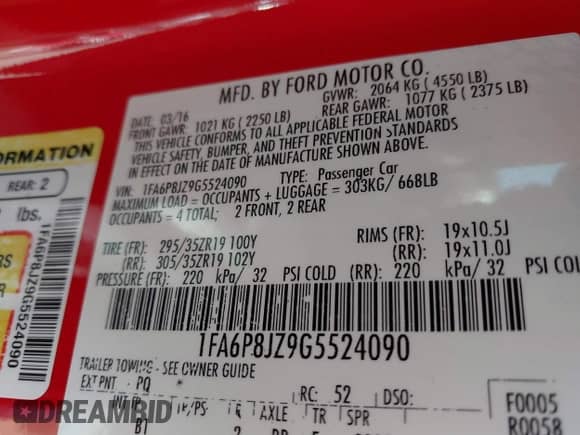 MFD. BY FORD MOTOR CO.
DATE: 03/16 GVWR: 2064 KG ( 4550 LB)
FRONT GAWR: 1021 KG ( 2250 LB) REAR GAWR: 1077 KG ( 2375 LB)
THIS VEHICLE CONFORMS TO ALL APPLICABLE FEDERAL MOTOR
VEHICLE SAFETY, BUMPER, AND THEFT PREVENTION STANDARDS
IN EFFECT ON THE DATE OF MANUFACTURE SHOWN ABOVE.
VIN: 1FA6P8JZ9G5524090 TYPE: Passenger Car
MAXIMUM LOAD = OCCUPANTS + LUGGAGE = 303KG/ 668LB
OCCUPANTS = 4 TOTAL; 2 FRONT, 2 REAR
TIRE (FR): 295/35ZR19 100Y RIMS (FR): 19x10.5J
(RR): 305/35ZR19 102Y (RR): 19x11.0J
PRESSURE (FR): 220 kPa/ 32 PSI COLD (RR): 220 kPa/ 32 PSI COLD
1FA6P8JZ9G5524090
TRAILER TOWING - SEE OWNER GUIDE
EXT PNT: PQ RC: 52 DSO: F0005
TP/PS R AXLE TR SPR R0058
B1
ORMATION
REAR: 2
lbs.
1FA6P8JZ9G5524090
DREAMBID